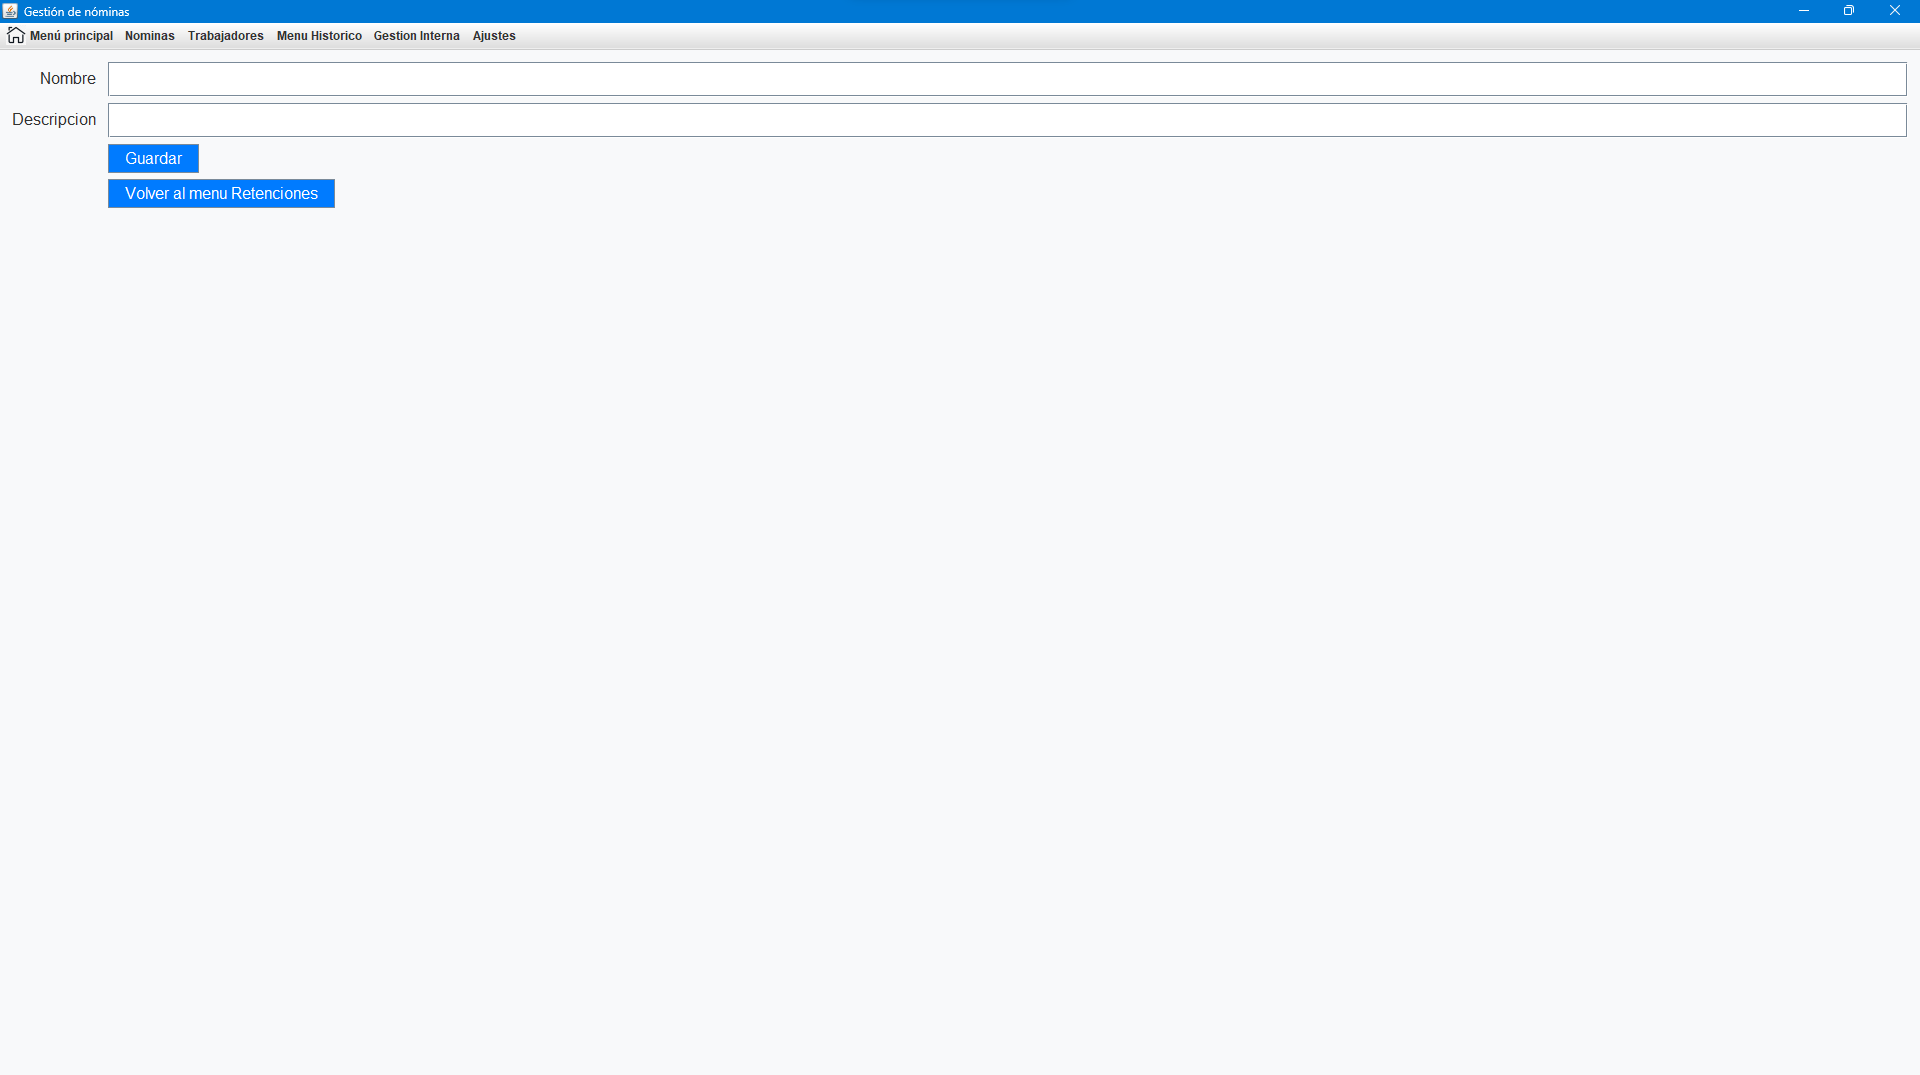 Gestión de nóminas
Menú principal Nominas Trabajadores Menu Historico Gestion Interna Ajustes
Nombre
Descripcion
Guardar
Volver al menu Retenciones